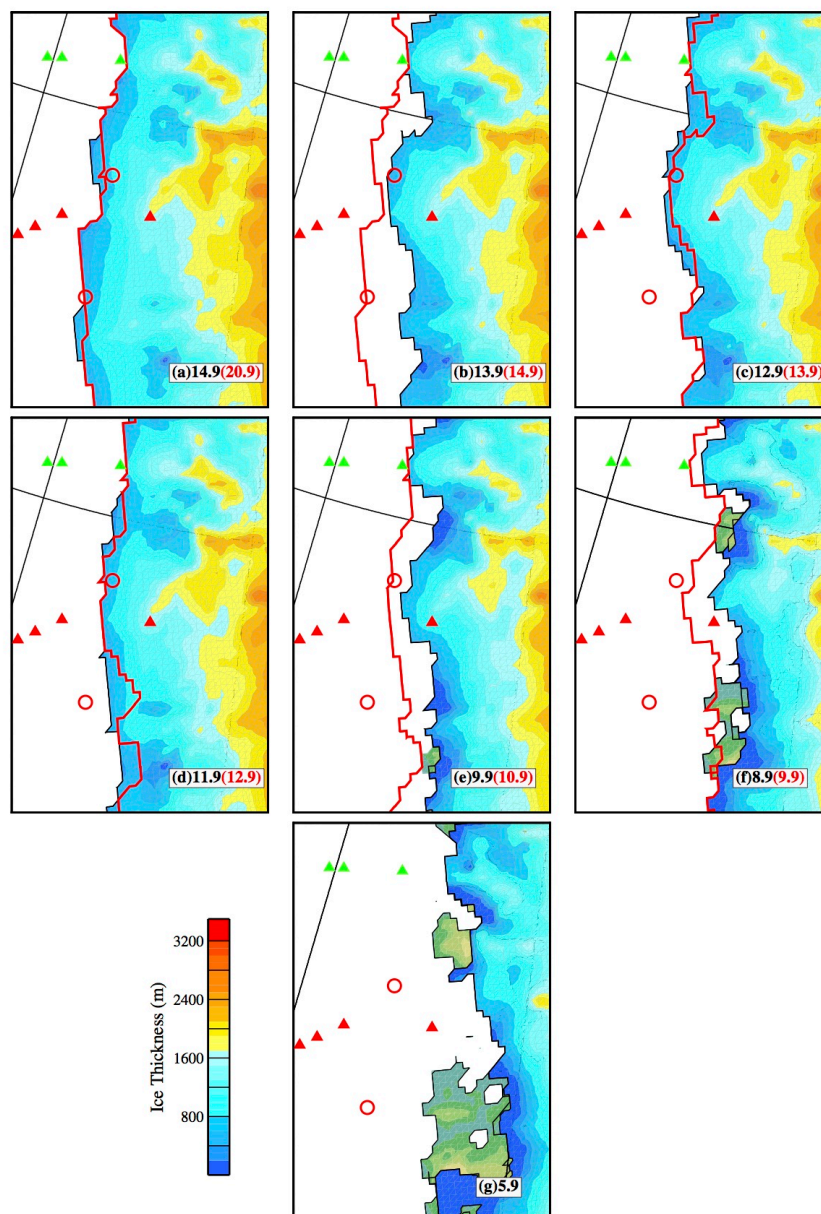 (a)14.9(20.9)
(b)13.9(14.9)
(c)12.9(13.9)
(d)11.9(12.9)
(e)9.9(10.9)
(f)8.9(9.9)
(g)5.9
Ice Thickness (m)
3200
2400
1600
800